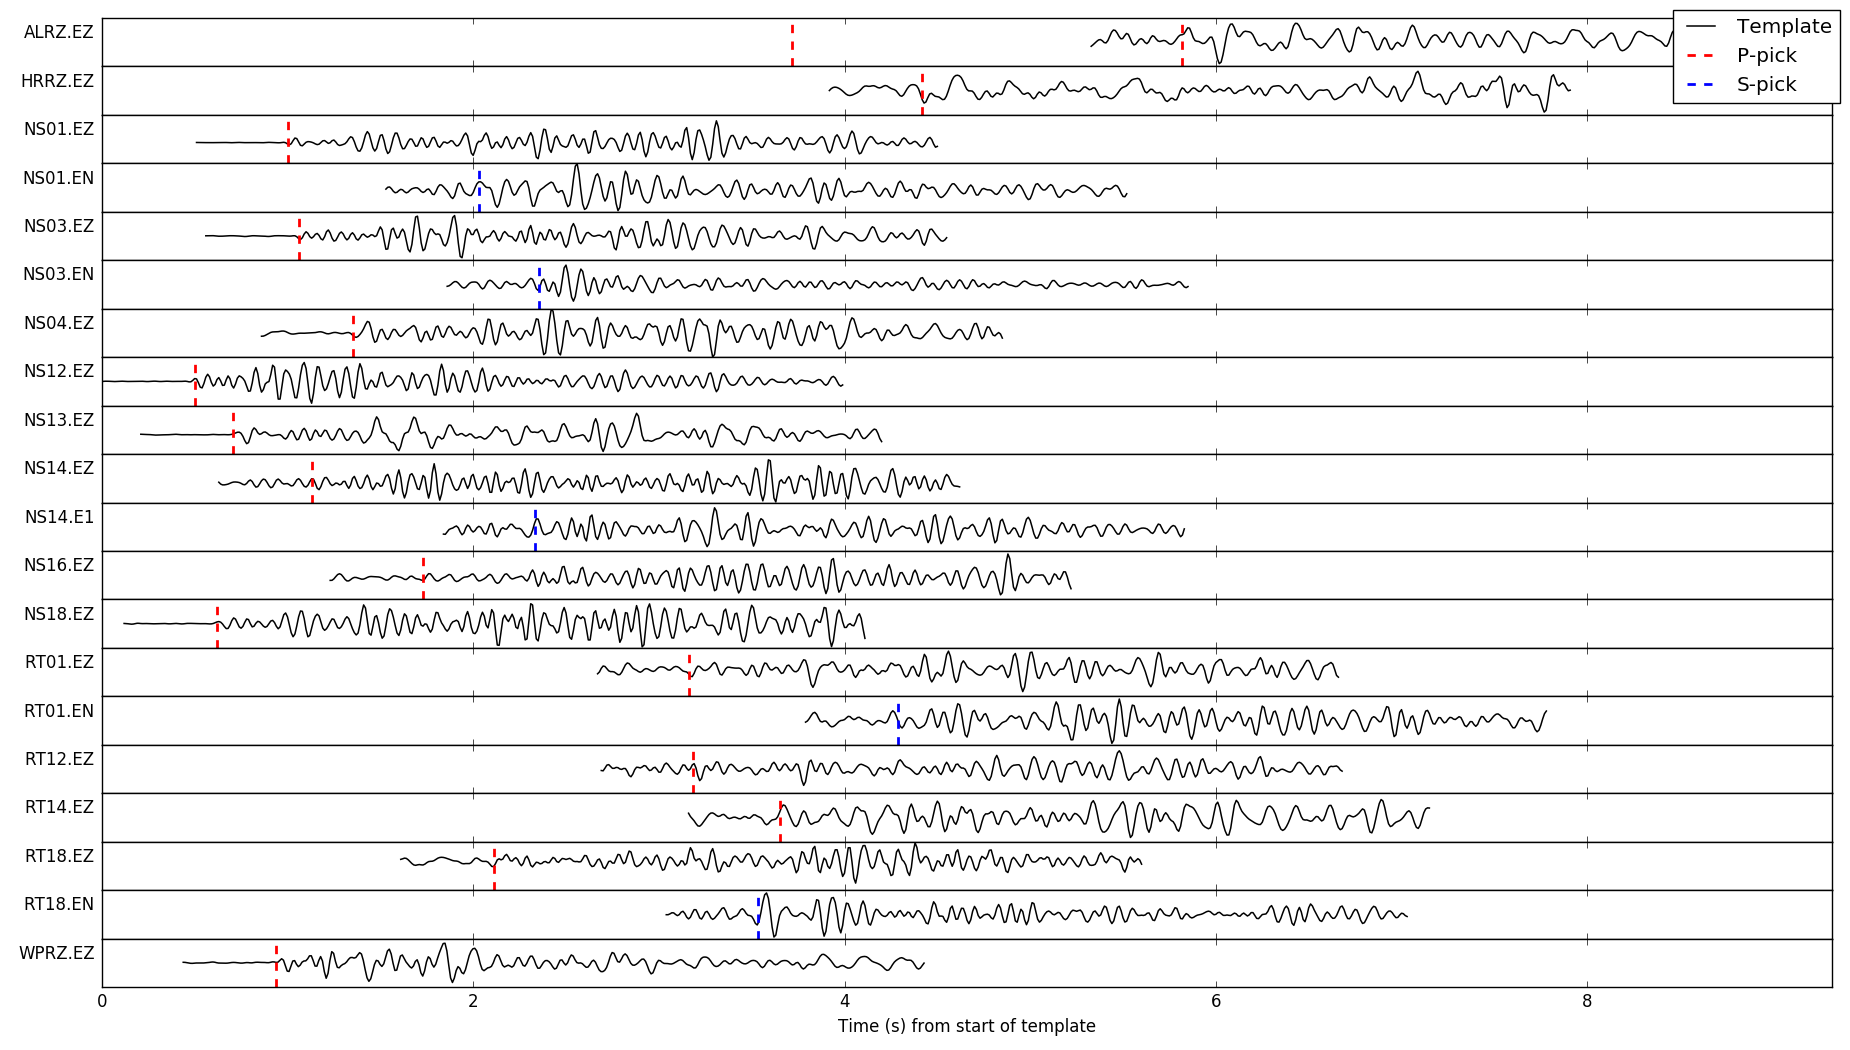 ALRZ.EZ
Template
P-pick
S-pick
HRRZ.EZ
NS01.EZ
NS01.EN
NS03.EZ
NS03.EN
NS04.EZ
NS12.EZ
NS13.EZ
NS14.EZ
NS14.E1
NS16.EZ
NS18.EZ
RT01.EZ
RT01.EN
RT12.EZ
RT14.EZ
RT18.EZ
RT18.EN
WPRZ.EZ
0 2 4 6 8
Time (s) from start of template